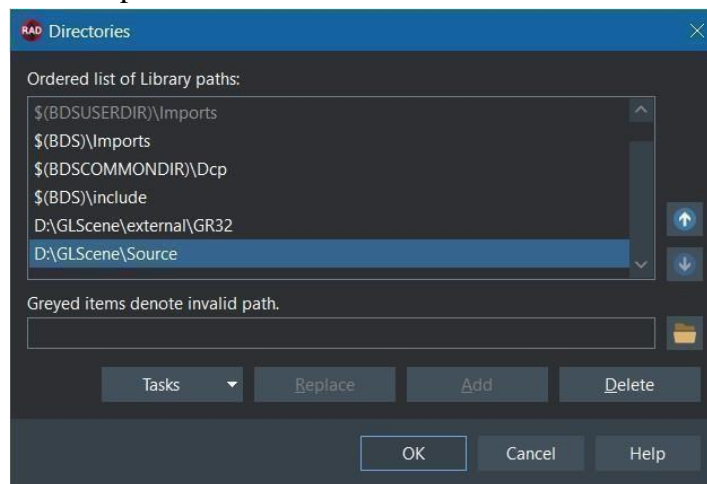 RAD Directories
Ordered list of Library paths:
$(BDSUSERDIR)\Imports
$(BDS)\Imports
$(BDSCOMMONDIR)\Dcp
$(BDS)\include
D:\GLScene\external\GR32
D:\GLScene\Source
Greyed items denote invalid path.
Tasks Replace Add Delete
OK Cancel Help